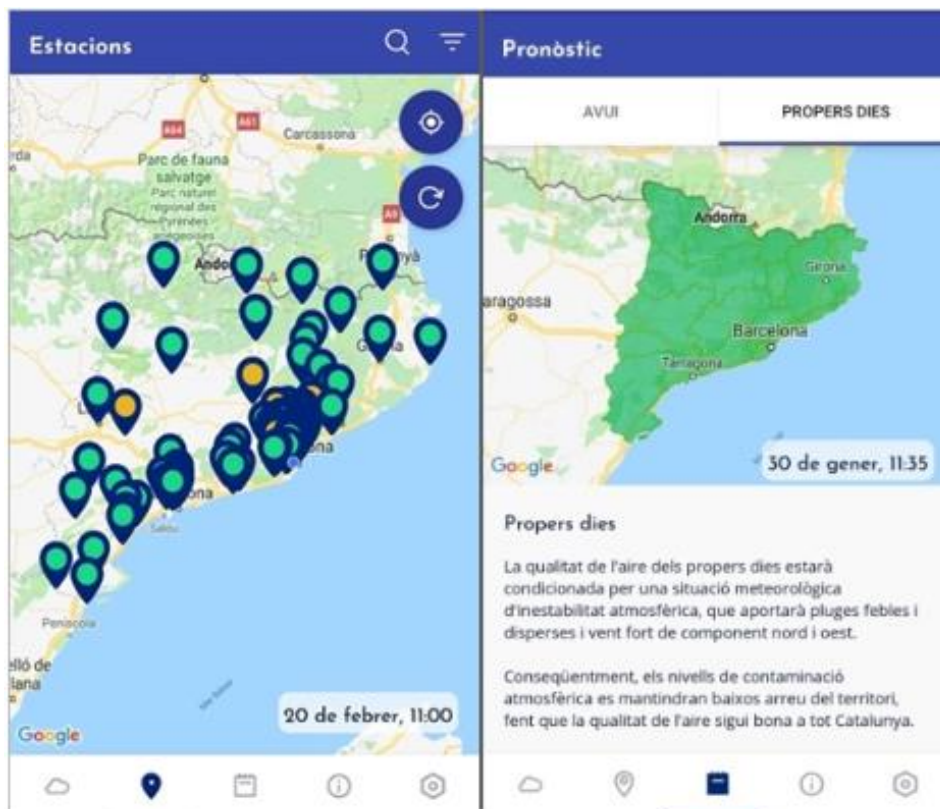 Estacions
A64
A61
Carcassona
Parc de fauna
salvatge
Parc naturel
régional des
Pyrénées
A9
Peniscola
20 de febrer, 11:00
Google
Pronòstic
AVUI
PROPERS DIES
Andorra
Girona
aragossa
Barcelona
Tarragona
Google
30 de gener, 11:35
Propers dies
La qualitat de l'aire dels propers dies estarà
condicionada per una situació meteorològica
d'inestabilitat atmosfèrica, que aportarà pluges febles i
disperses i vent fort de component nord i oest.
Conseqüentment, els nivells de contaminació
atmosfèrica es mantindran baixos arreu del territori,
fent que la qualitat de l'aire sigui bona a tot Catalunya.